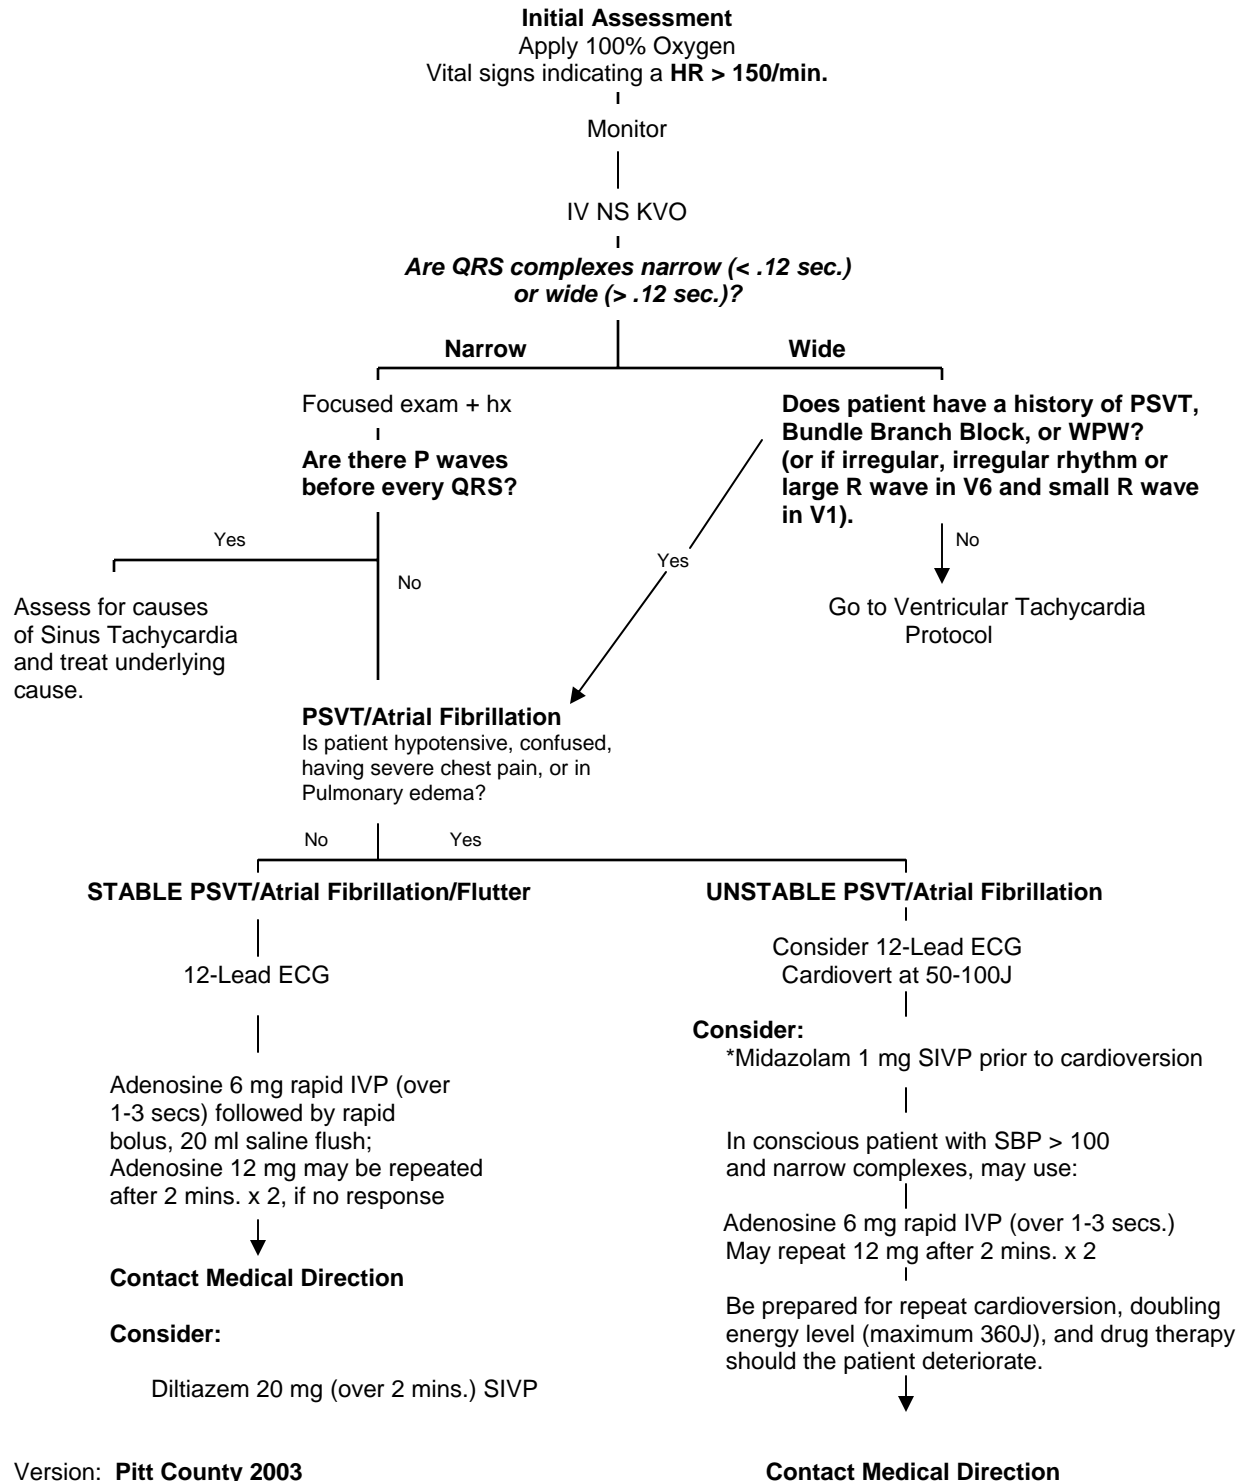 Initial Assessment
Apply 100% Oxygen
Vital signs indicating a HR > 150/min.
Monitor
IV NS KVO
Are QRS complexes narrow (< .12 sec.)
or wide (> .12 sec.)?
Narrow
Wide
Focused exam + hx
Are there P waves
before every QRS?
Does patient have a history of PSVT,
Bundle Branch Block, or WPW?
(or if irregular, irregular rhythm or
large R wave in V6 and small R wave
in V1).
Yes
No
Yes
No
Assess for causes
of Sinus Tachycardia
and treat underlying
cause.
Go to Ventricular Tachycardia
Protocol
PSVT/Atrial Fibrillation
Is patient hypotensive, confused,
having severe chest pain, or in
Pulmonary edema?
No
Yes
STABLE PSVT/Atrial Fibrillation/Flutter
12-Lead ECG
Adenosine 6 mg rapid IVP (over
1-3 secs) followed by rapid
bolus, 20 ml saline flush;
Adenosine 12 mg may be repeated
after 2 mins. x 2, if no response
Contact Medical Direction
Consider:
Diltiazem 20 mg (over 2 mins.) SIVP
UNSTABLE PSVT/Atrial Fibrillation
Consider 12-Lead ECG
Cardiovert at 50-100J
Consider:
*Midazolam 1 mg SIVP prior to cardioversion
In conscious patient with SBP > 100
and narrow complexes, may use:
Adenosine 6 mg rapid IVP (over 1-3 secs.)
May repeat 12 mg after 2 mins. x 2
Be prepared for repeat cardioversion, doubling
energy level (maximum 360J), and drug therapy
should the patient deteriorate.
Contact Medical Direction
Version: Pitt County 2003